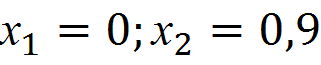 x₁ = 0; x₂ = 0,9